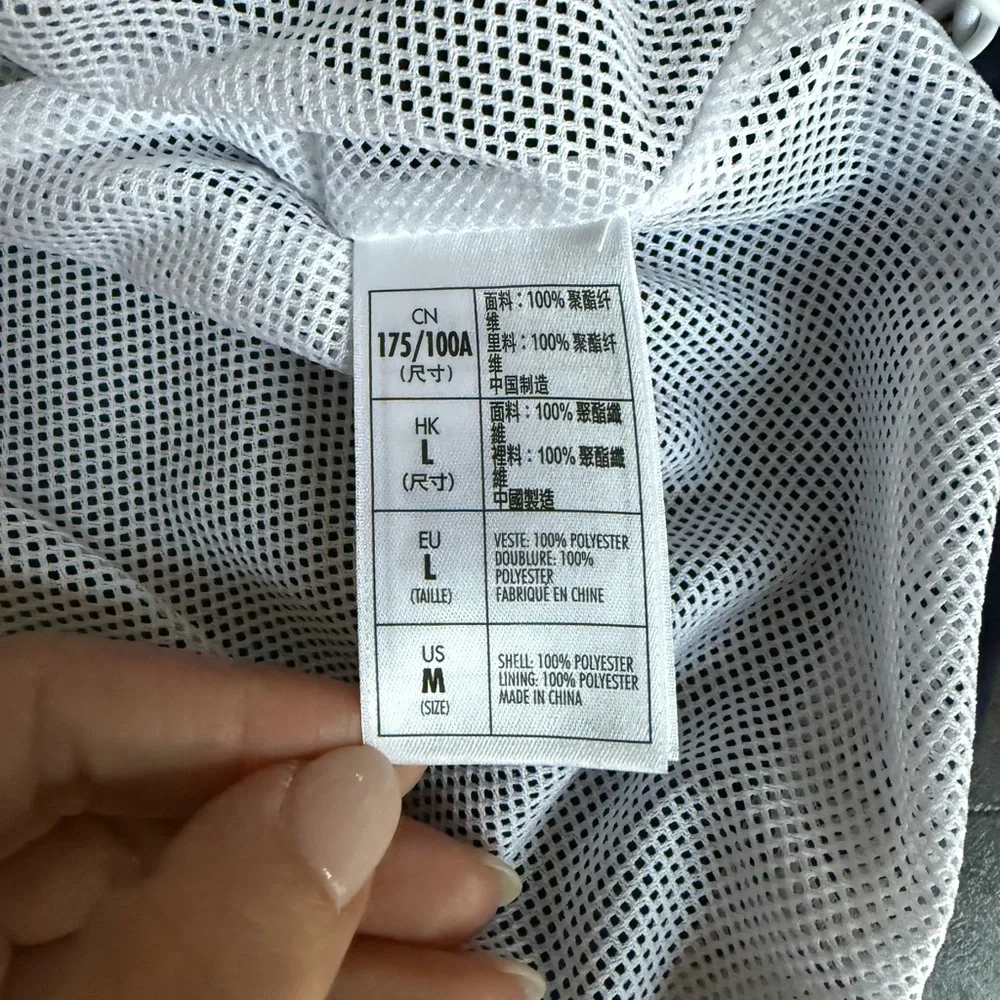 CN
175/100A
(尺寸)
面料：100% 聚酯纤
维
里料：100% 聚酯纤
维
中国制造
HK
L
(尺寸)
面料：100% 聚酯纖
維
裡料：100% 聚酯纖
維
中國製造
EU
L
(TAILLE)
VESTE: 100% POLYESTER
DOUBLURE: 100%
POLYESTER
FABRIQUÉ EN CHINE
US
M
(SIZE)
SHELL: 100% POLYESTER
LINING: 100% POLYESTER
MADE IN CHINA